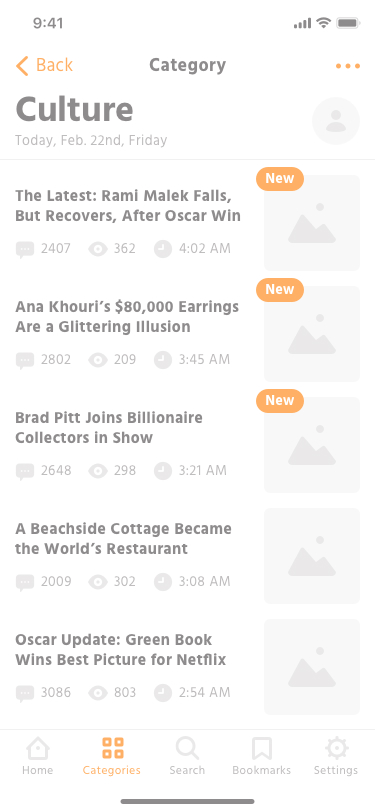 9:41
Back Category
Culture
Today, Feb. 22nd, Friday
New
The Latest: Rami Malek Falls,
But Recovers, After Oscar Win
2407 362 4:02 AM
New
Ana Khouri’s $80,000 Earrings
Are a Glittering Illusion
2802 209 3:45 AM
New
Brad Pitt Joins Billionaire
Collectors in Show
2648 298 3:21 AM
A Beachside Cottage Became
the World’s Restaurant
2009 302 3:08 AM
Oscar Update: Green Book
Wins Best Picture for Netflix
3086 803 2:54 AM
Home Categories Search Bookmarks Settings